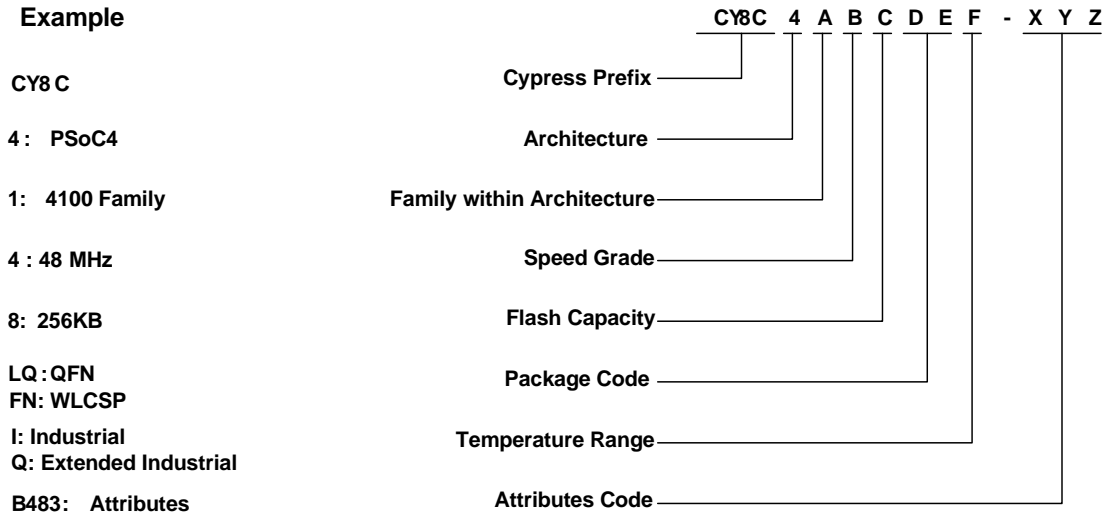 Example
CY8C 4 A B C D E F - X Y Z
CY8 C
Cypress Prefix
4 : PSoC4
Architecture
1: 4100 Family
Family within Architecture
4 : 48 MHz
Speed Grade
8: 256KB
Flash Capacity
LQ : QFN
FN: WLCSP
Package Code
I: Industrial
Q: Extended Industrial
Temperature Range
B483: Attributes
Attributes Code